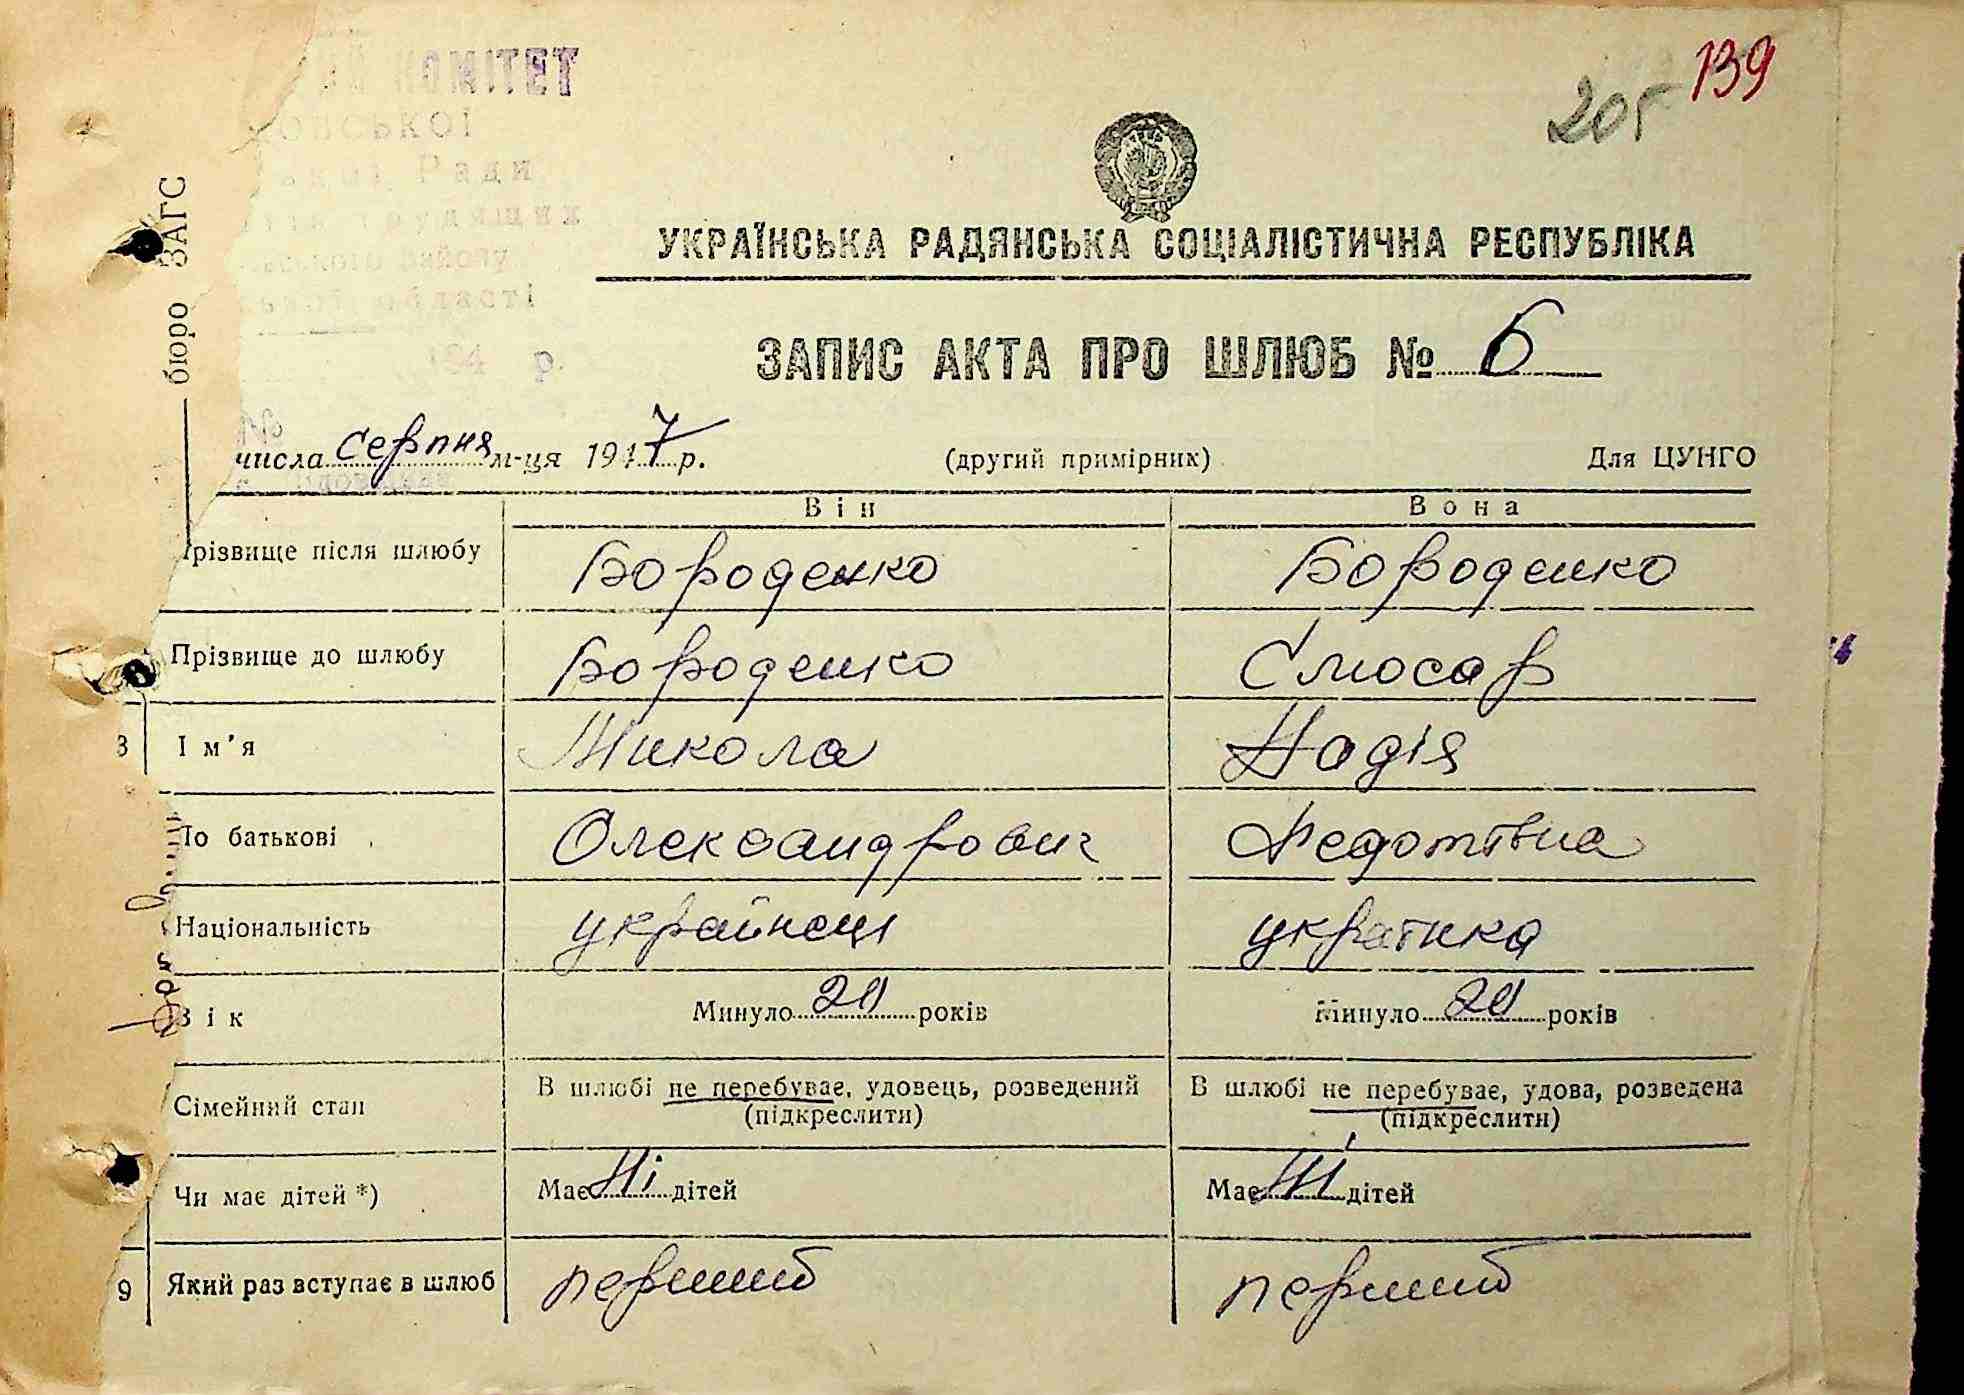 139
205
КОМІТЕТ
ОВСЬКОЇ
Ради
району
області
194 р.
бюро ЗАГС
УКРАЇНСЬКА РАДЯНСЬКА СОЦІАЛІСТИЧНА РЕСПУБЛІКА
ЗАПИС АКТА ПРО ШЛЮБ № 6
числа серпня м-ця 1947 р. (другий примірник) Для ЦУНГО
Він Вона
Прізвище після шлюбу Бороденко Бороденко
Прізвище до шлюбу Бороденко Слюсар
3 Ім'я Микола Надія
По батькові Олександрович Федотівна
Національність українець українка
Вік Минуло 20 років Минуло 20 років
Сімейний стан В шлюбі не перебуває, удовець, розведений (підкреслити) В шлюбі не перебуває, удова, розведена (підкреслити)
Чи має дітей *) Має Ні дітей Має Ні дітей
9 Який раз вступає в шлюб перший перший